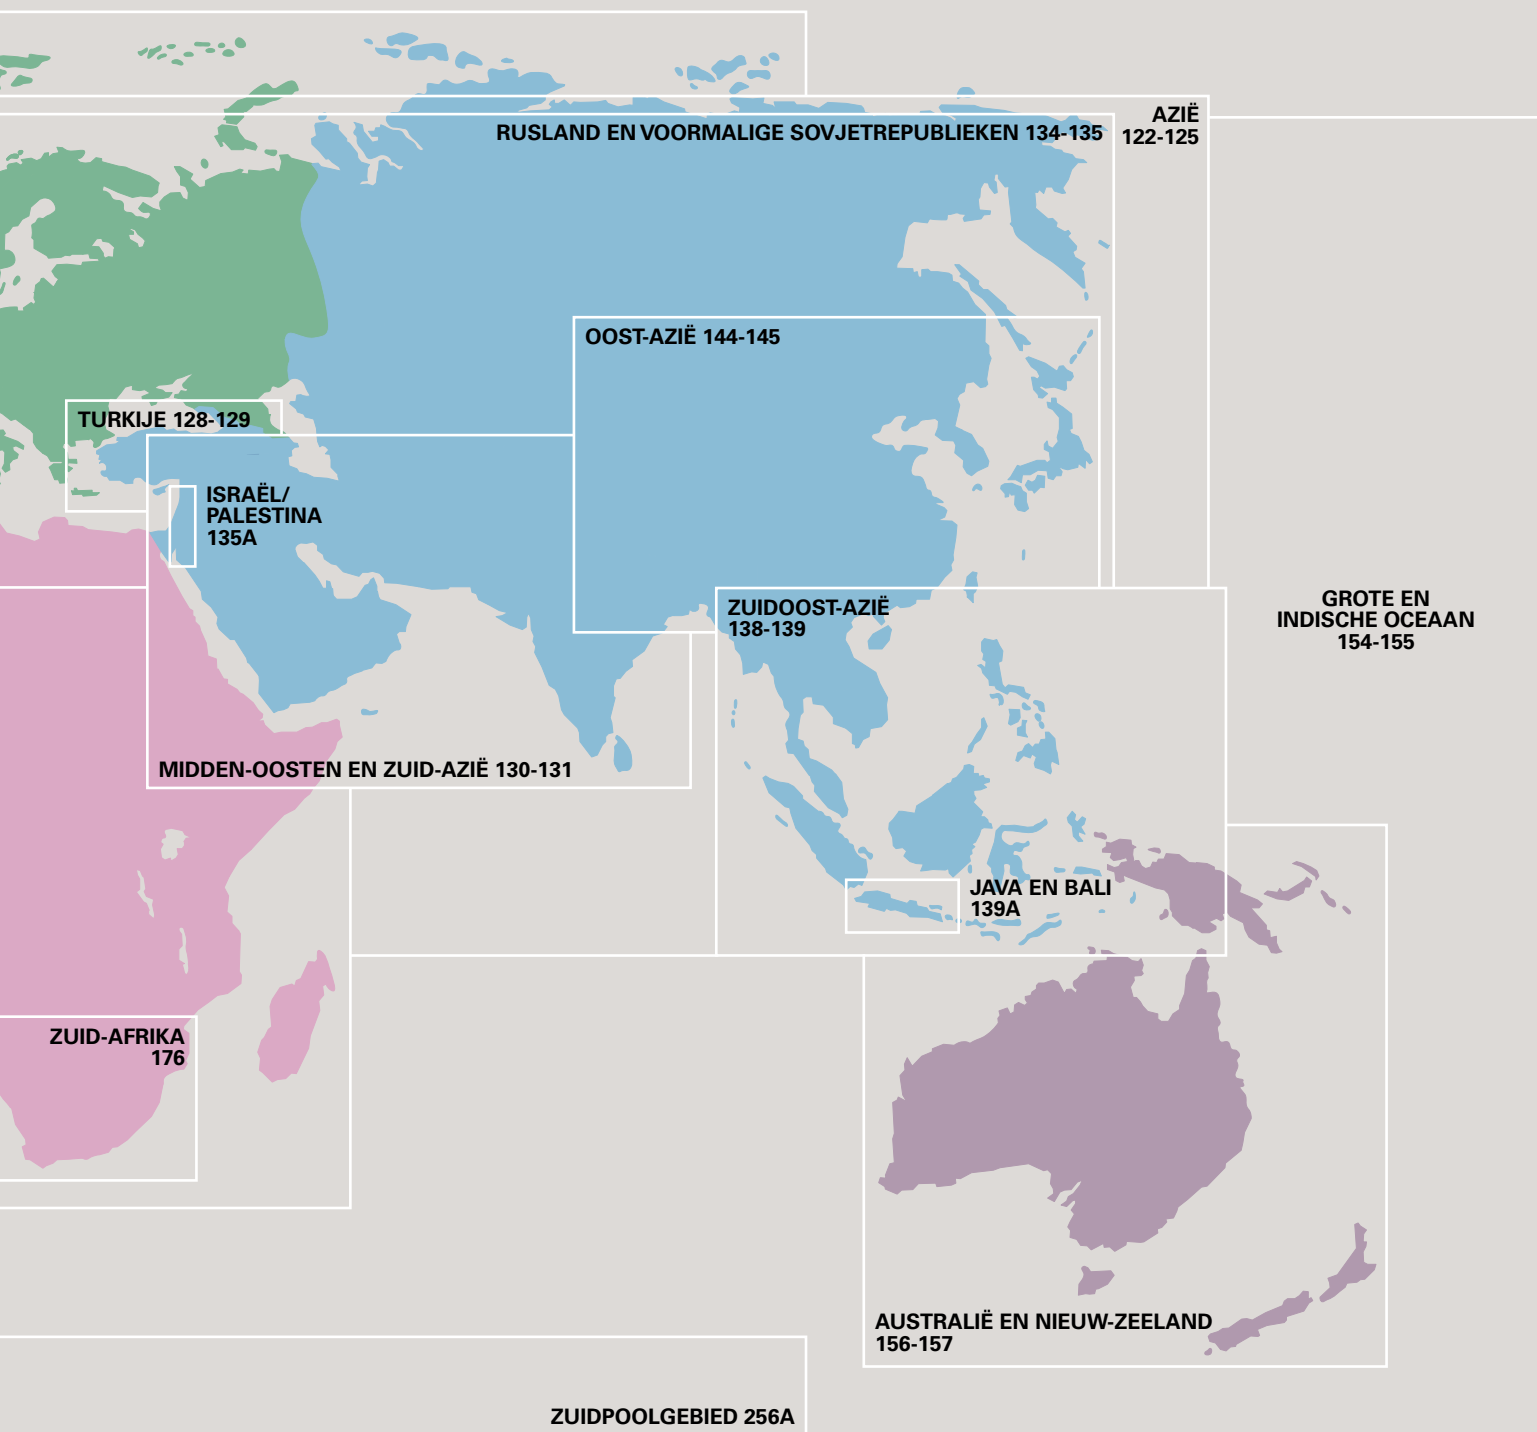 AZIË
122-125
RUSLAND EN VOORMALIGE SOVJETREPUBLIEKEN 134-135
OOST-AZIË 144-145
TURKIJE 128-129
ISRAËL/
PALESTINA
135A
ZUIDOOST-AZIË
138-139
GROTE EN
INDISCHE OCEAAN
154-155
MIDDEN-OOSTEN EN ZUID-AZIË 130-131
JAVA EN BALI
139A
ZUID-AFRIKA
176
AUSTRALIË EN NIEUW-ZEELAND
156-157
ZUIDPOOLGEBIED 256A